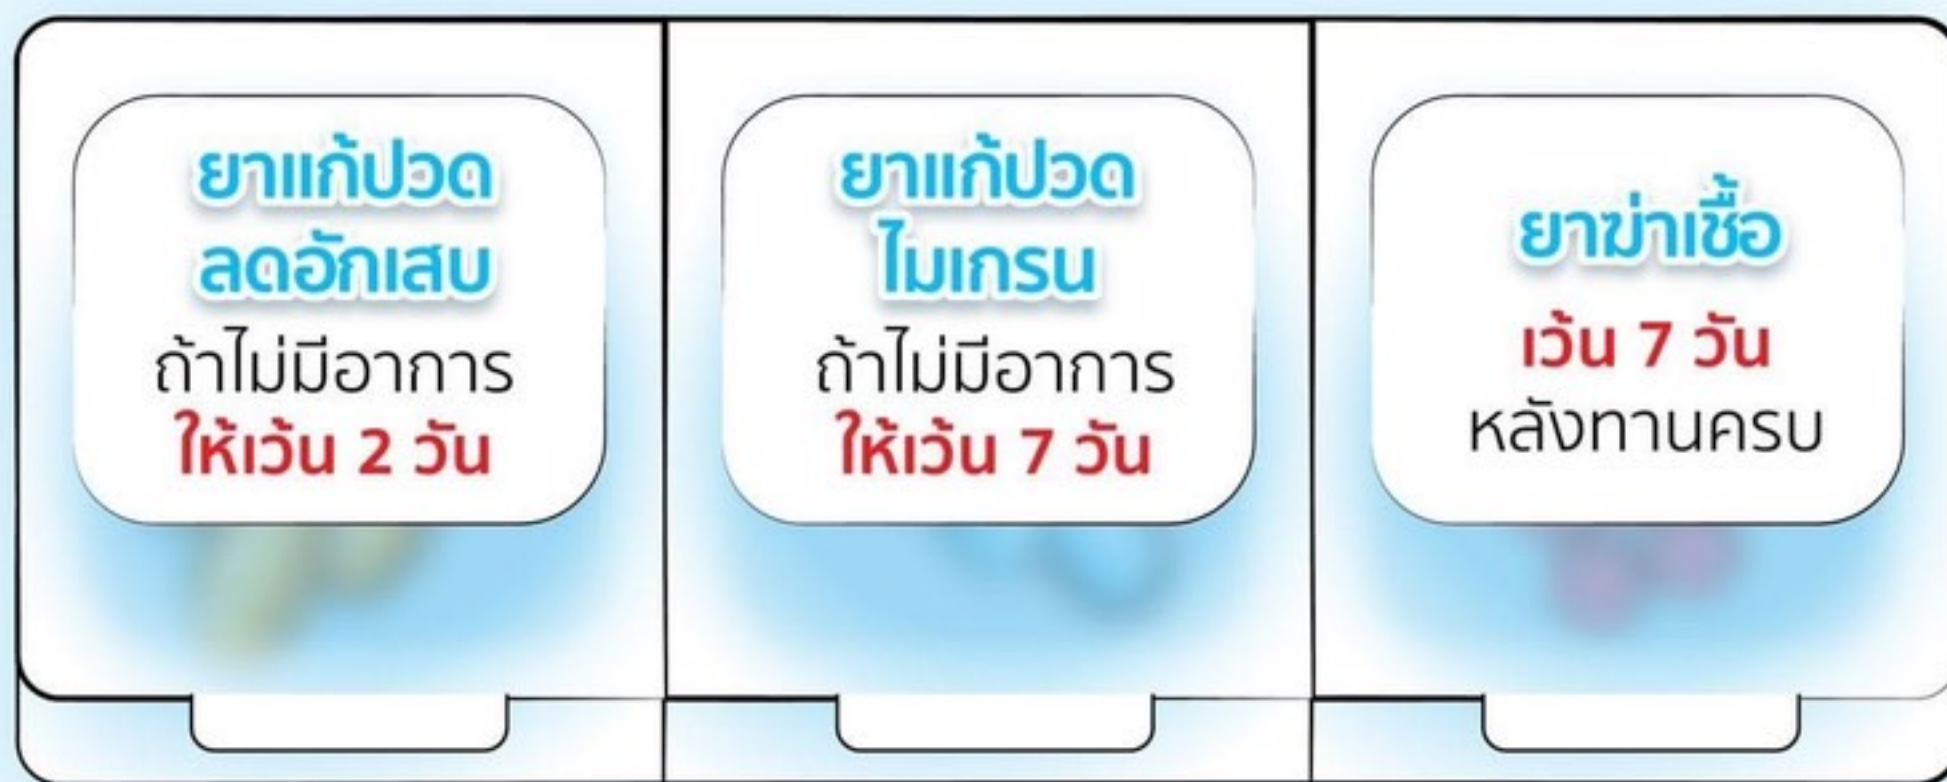 ยาแก้ปวด
ลดอักเสบ
ถ้าไม่มีอาการ
ให้เว้น 2 วัน
ยาแก้ปวด
ไมเกรน
ถ้าไม่มีอาการ
ให้เว้น 7 วัน
ยาฆ่าเชื้อ
เว้น 7 วัน
หลังทานครบ